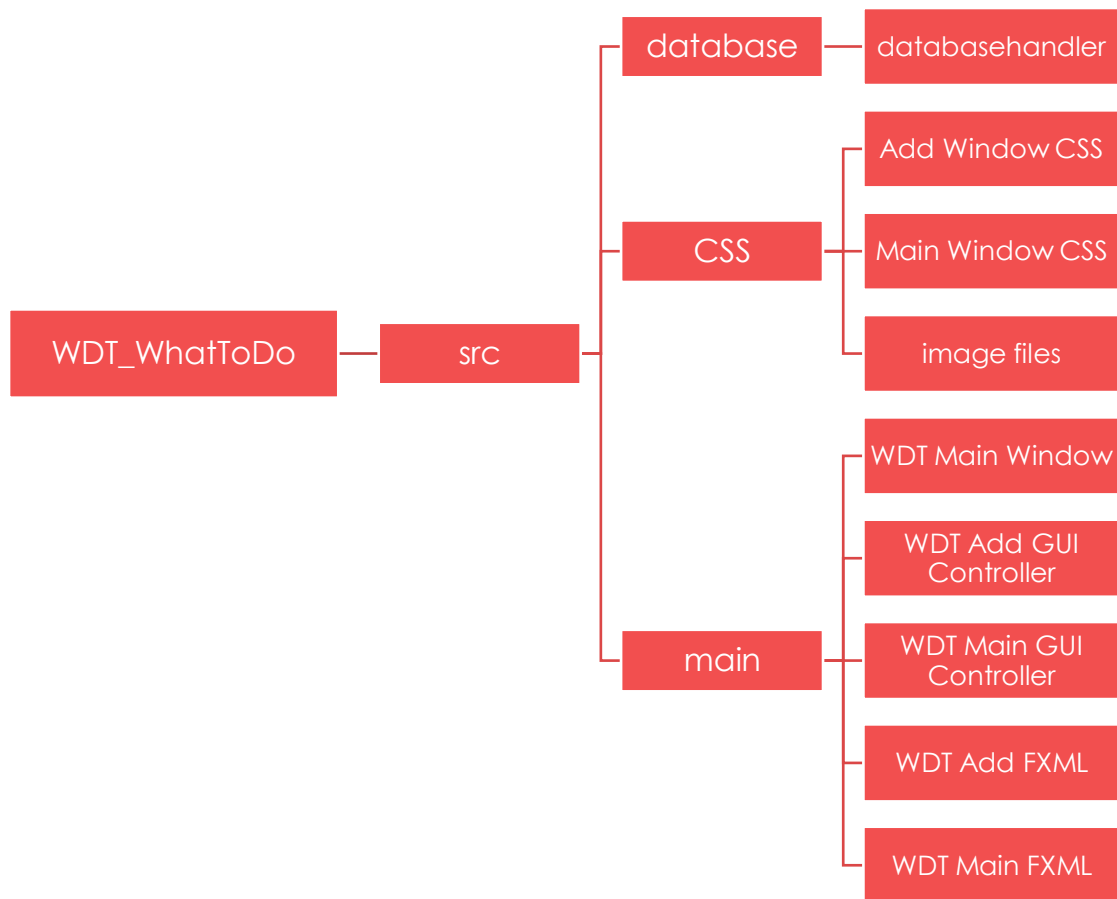 WDT_WhatToDo
src
database
databasehandler
CSS
Add Window CSS
Main Window CSS
image files
main
WDT Main Window
WDT Add GUI
Controller
WDT Main GUI
Controller
WDT Add FXML
WDT Main FXML